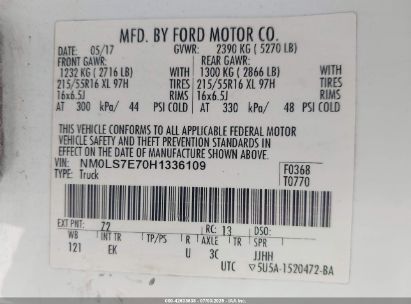 MFD. BY FORD MOTOR CO.
DATE: 05/17 GVWR: 2390 KG ( 5270 LB)
FRONT GAWR: REAR GAWR:
1232 KG ( 2716 LB) WITH 1300 KG ( 2866 LB) WITH
215/55R16 XL 97H TIRES 215/55R16 XL 97H TIRES
16x6.5J RIMS 16x6.5J RIMS
AT 300 kPa/ 44 PSI COLD AT 330 kPa/ 48 PSI COLD
THIS VEHICLE CONFORMS TO ALL APPLICABLE FEDERAL MOTOR
VEHICLE SAFETY AND THEFT PREVENTION STANDARDS IN
EFFECT ON THE DATE OF MANUFACTURE SHOWN ABOVE.
VIN: NM0LS7E70H1336109 F0368
TYPE: Truck T0770
EXT PNT: 72 RC: 13 DSO:
WB INT TR TP/PS R AXLE TR SPR
121 EK U 3C JJHH
UTC 5U5A-1520472-BA